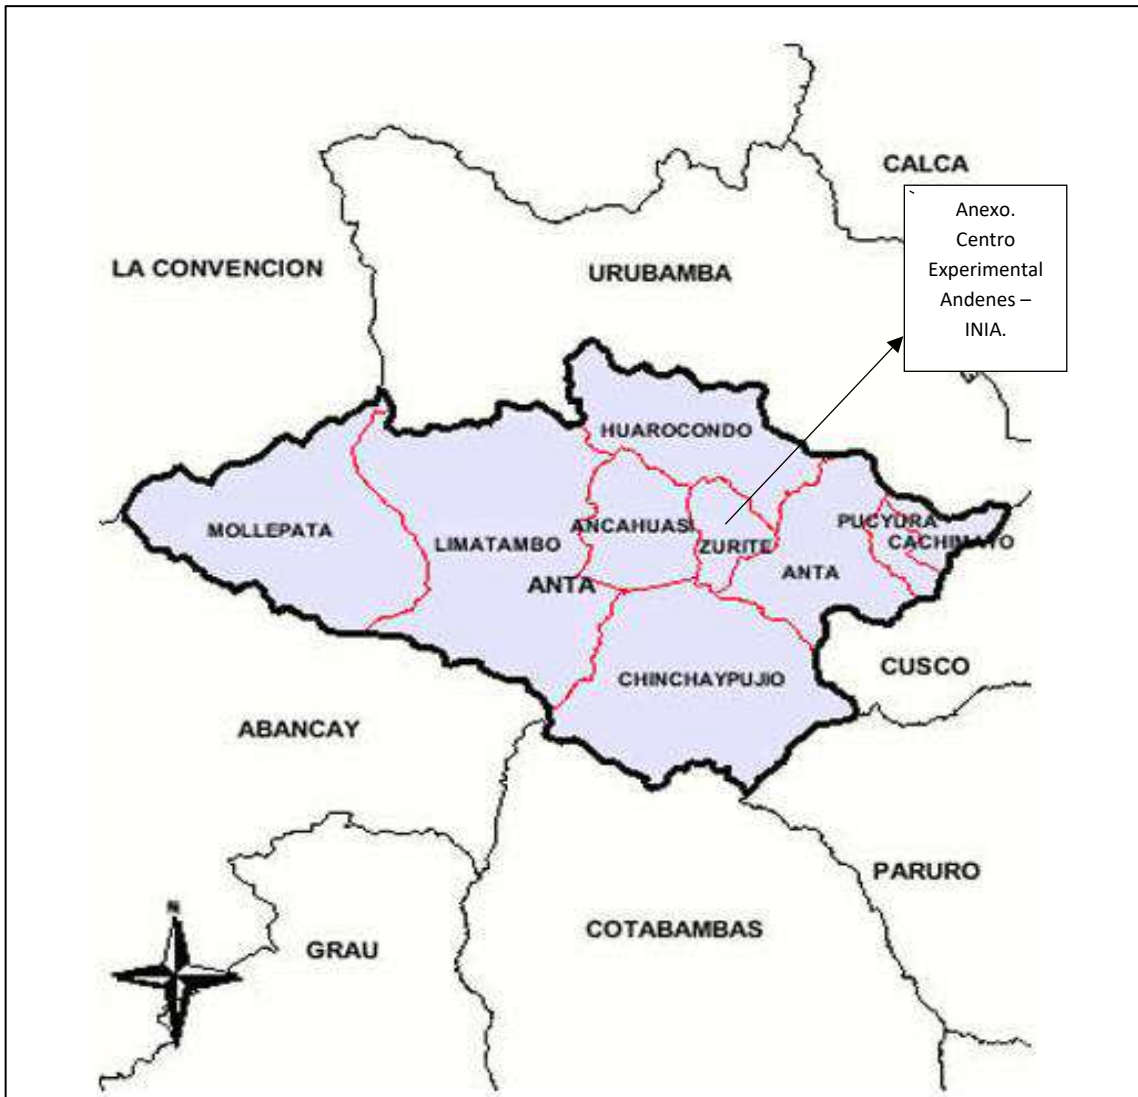 CALCA
`
Anexo.
Centro
Experimental
Andenes –
INIA.
LA CONVENCION
URUBAMBA
HUAROCONDO
MOLLEPATA
LIMATAMBO
ANCAHUASI
ZURITE
PUCYURA
CACHIMAYO
ANTA
ANTA
CHINCHAYPUJIO
CUSCO
ABANCAY
PARURO
COTABAMBAS
GRAU
N